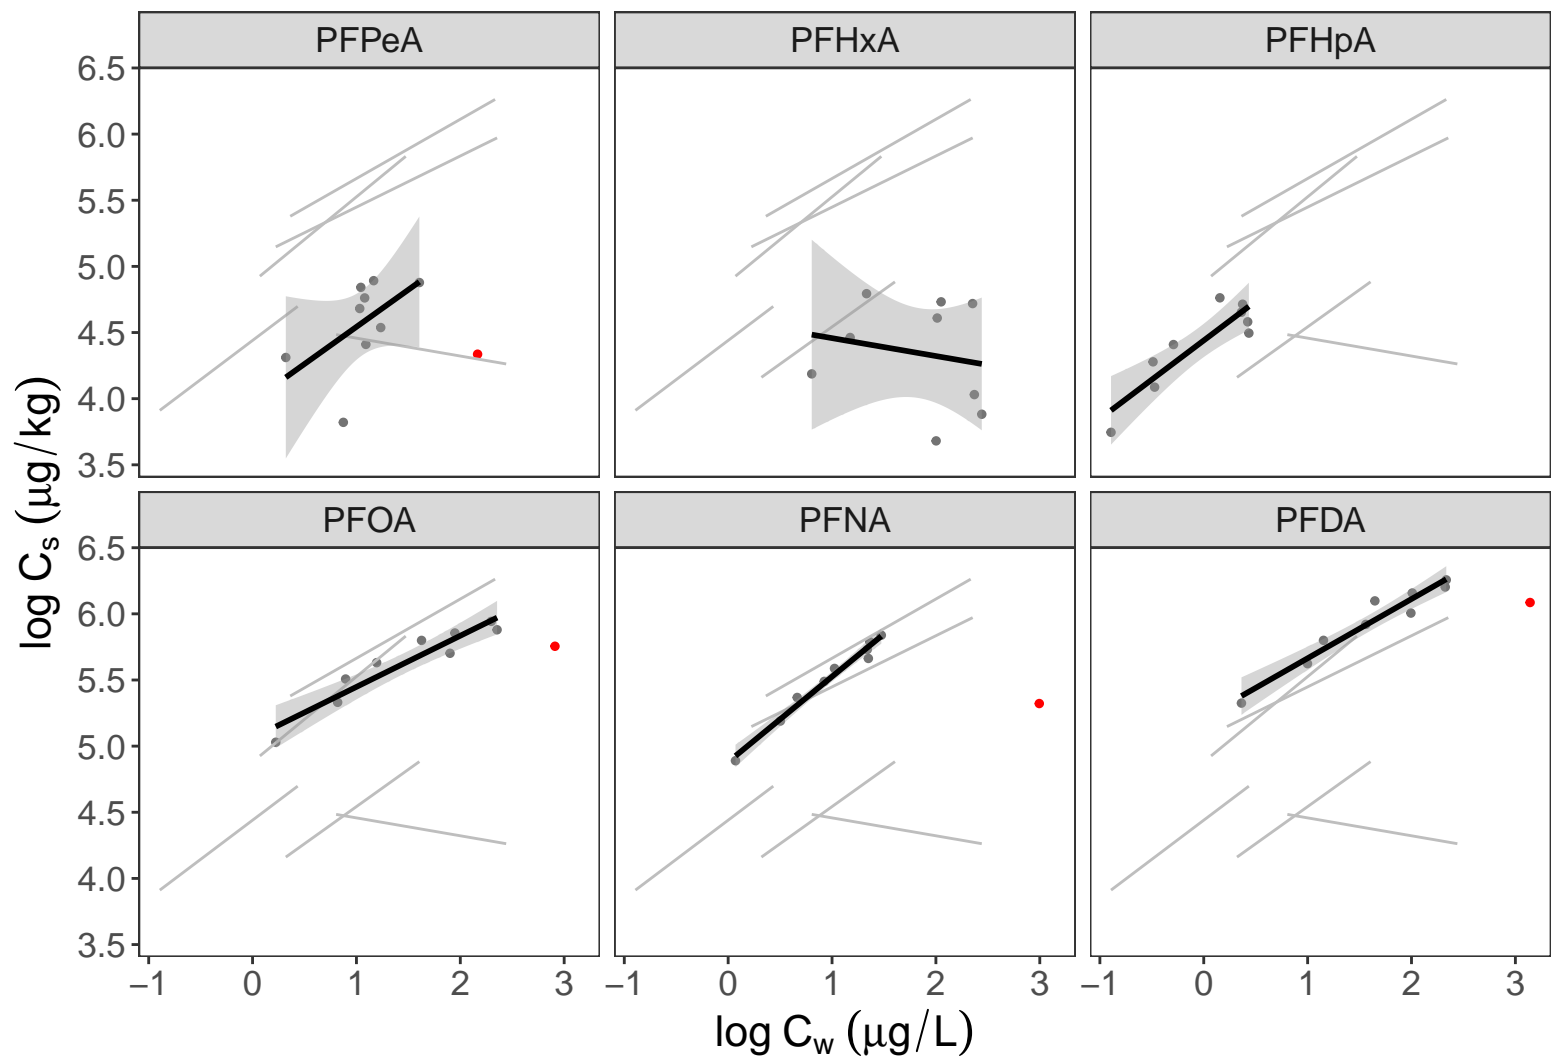 PFPeA PFHxA PFHpA
6.5
6.0
5.5
5.0
4.5
4.0
3.5
PFOA PFNA PFDA
6.5
6.0
5.5
5.0
4.5
4.0
3.5
−1 0 1 2 3 −1 0 1 2 3 −1 0 1 2 3
log Cw (μg/L)
log Cs (μg/kg)